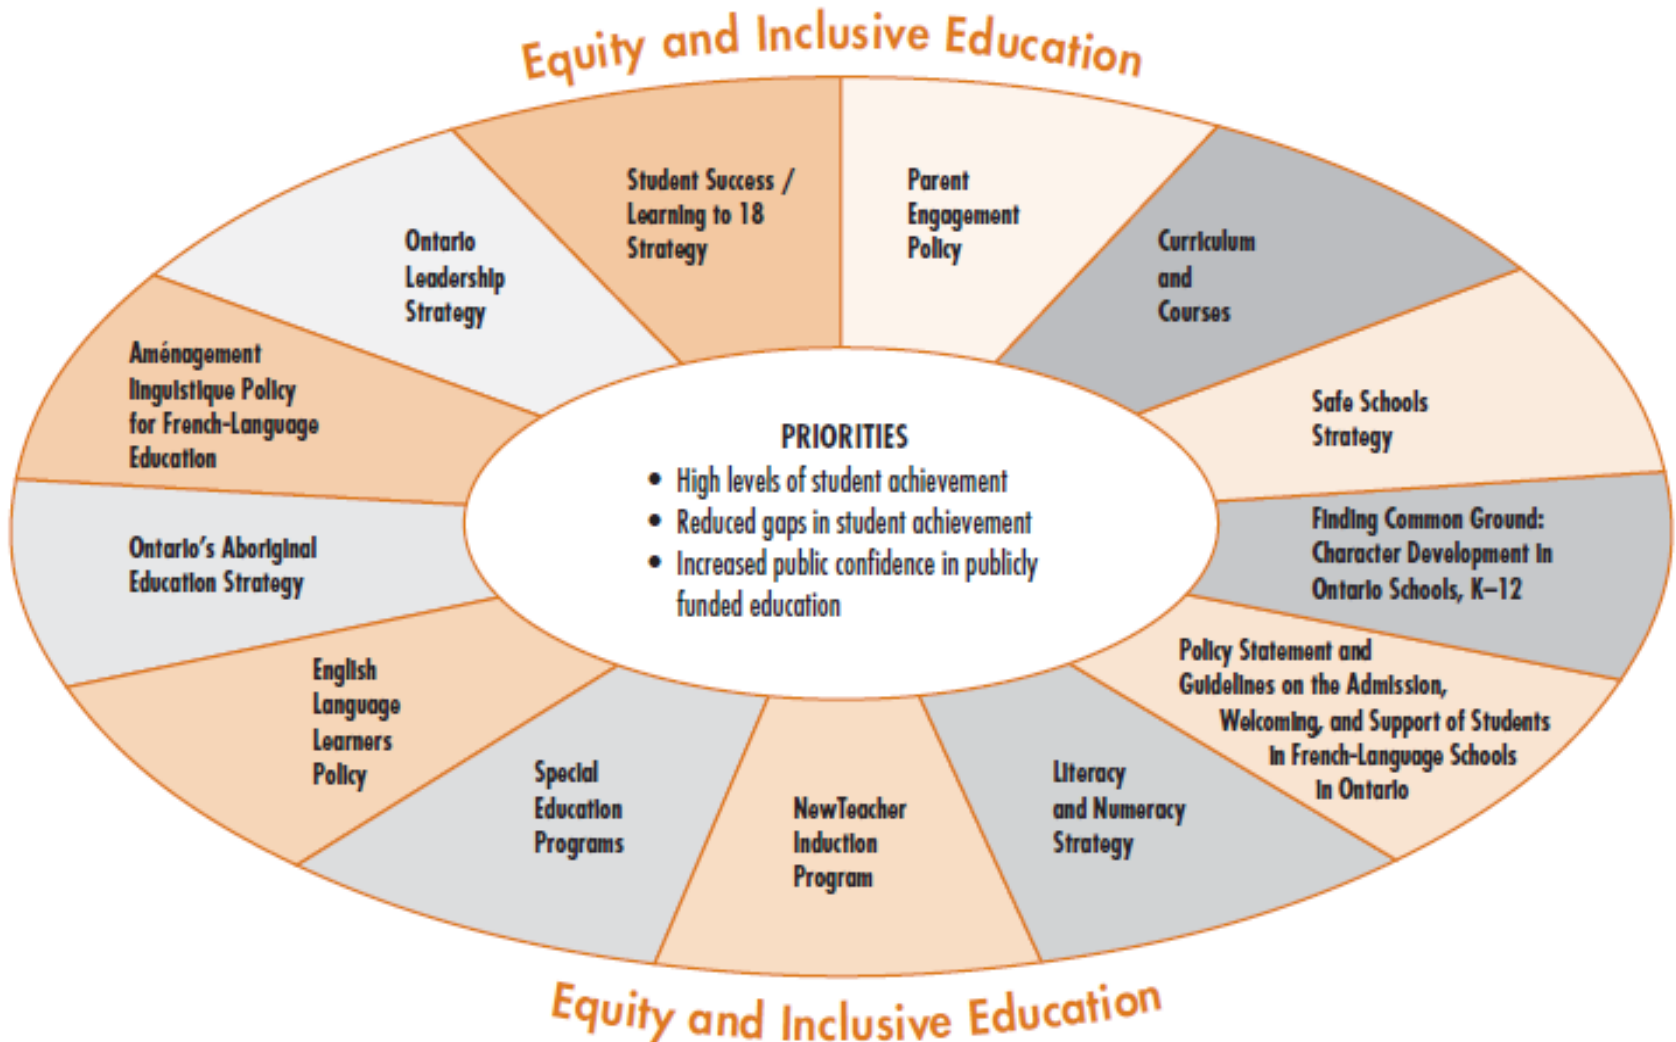 Equity and Inclusive Education
Student Success /
Learning to 18
Strategy
Parent
Engagement
Policy
Curriculum
and
Courses
Safe Schools
Strategy
Finding Common Ground:
Character Development in
Ontario Schools, K–12
Policy Statement and
Guidelines on the Admission,
Welcoming, and Support of Students
in French-Language Schools
in Ontario
Literacy
and Numeracy
Strategy
NewTeacher
Induction
Program
Special
Education
Programs
English
Language
Learners
Policy
Ontario's Aboriginal
Education Strategy
Aménagement
linguistique Policy
for French-Language
Education
Ontario
Leadership
Strategy
PRIORITIES
• High levels of student achievement
• Reduced gaps in student achievement
• Increased public confidence in publicly
funded education
Equity and Inclusive Education